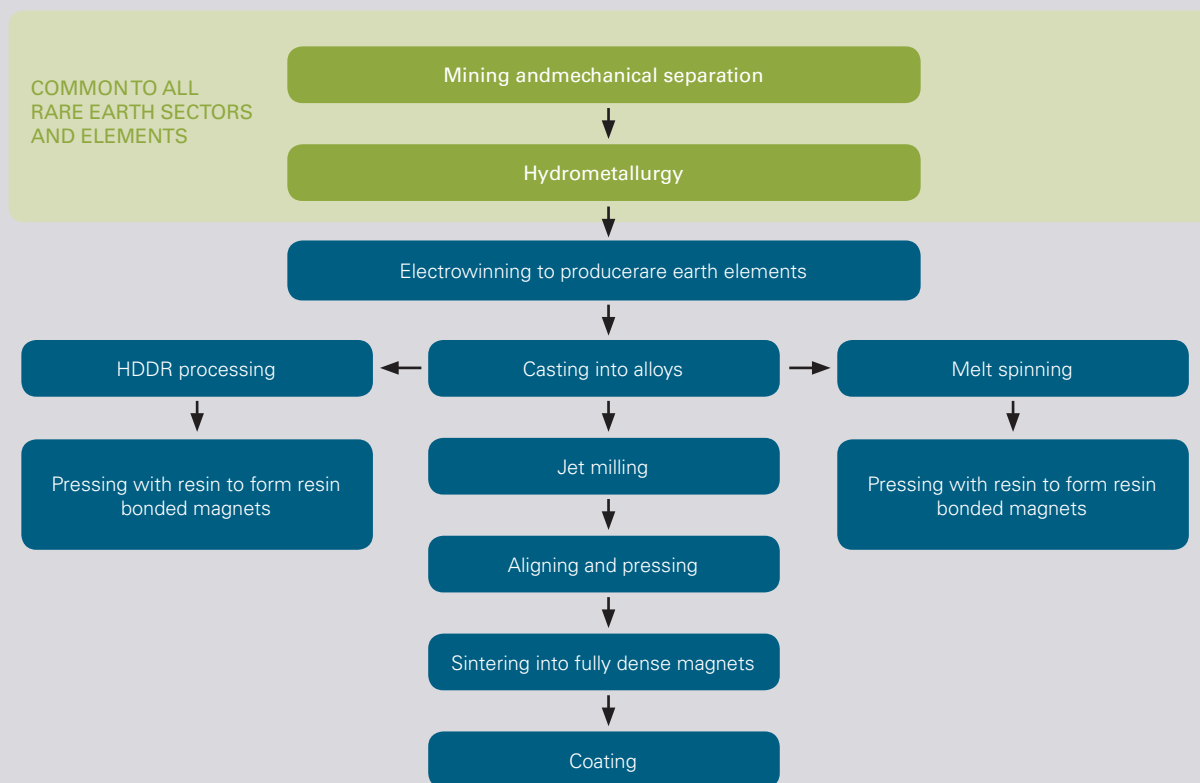 COMMON TO ALL
RARE EARTH SECTORS
AND ELEMENTS
Mining andmechanical separation
Hydrometallurgy
Electrowinning to producerare earth elements
HDDR processing
Casting into alloys
Melt spinning
Pressing with resin to form resin
bonded magnets
Jet milling
Pressing with resin to form resin
bonded magnets
Aligning and pressing
Sintering into fully dense magnets
Coating